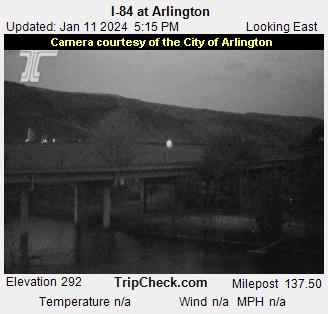 I-84 at Arlington
Updated: Jan 11 2024 5:15 PM Looking East
Camera courtesy of the City of Arlington
Elevation 292 TripCheck.com Milepost 137.50
Temperature n/a Wind n/a MPH n/a